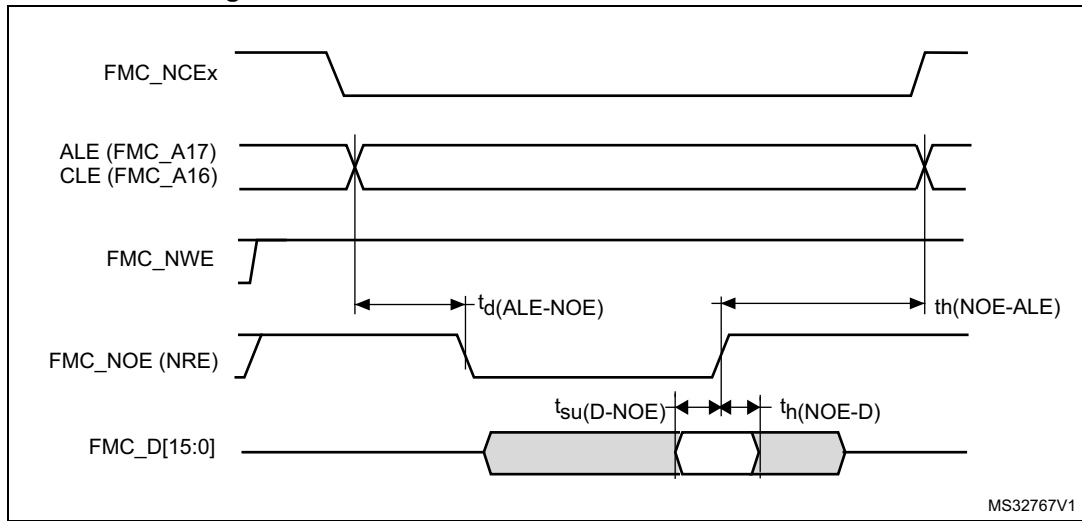 FMC_NCEx
ALE (FMC_A17)
CLE (FMC_A16)
FMC_NWE
td(ALE-NOE)
th(NOE-ALE)
FMC_NOE (NRE)
tsu(D-NOE)
th(NOE-D)
FMC_D[15:0]
MS32767V1